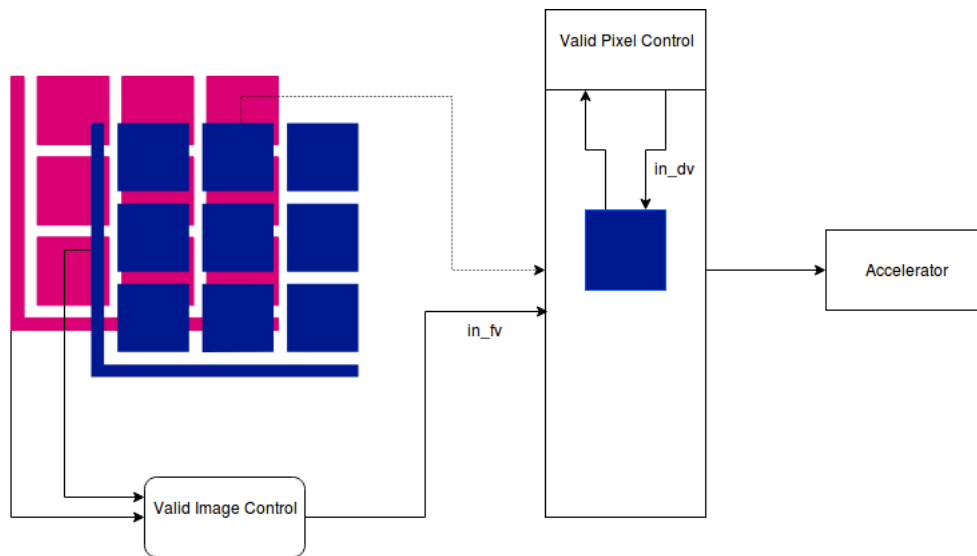 Valid Pixel Control
in_dv
Accelerator
in_fv
Valid Image Control